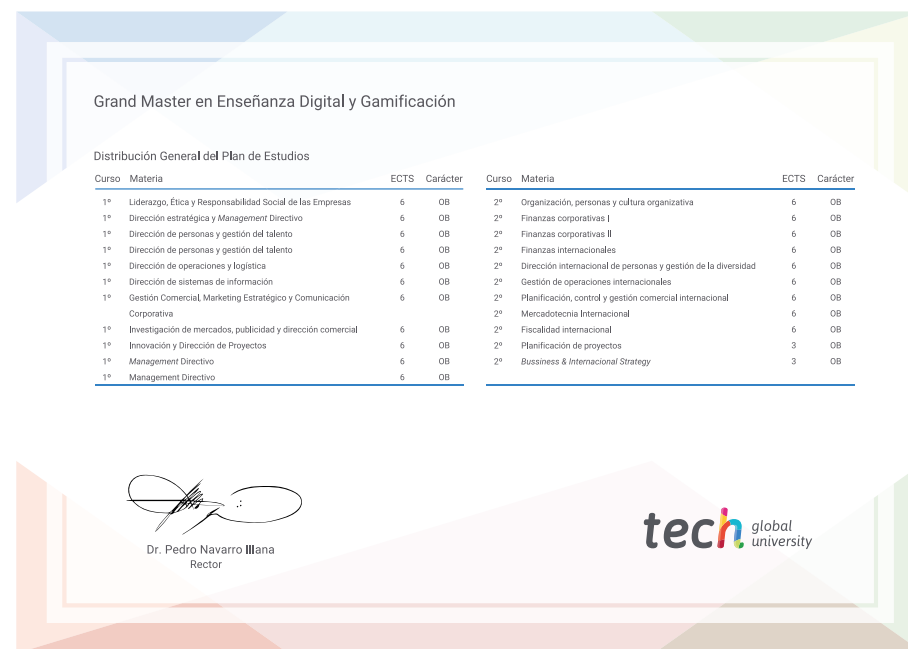 Grand Master en Enseñanza Digital y Gamificación
Distribución General del Plan de Estudios
Curso Materia ECTS Carácter
1º Liderazgo, Ética y Responsabilidad Social de las Empresas 6 OB
1º Dirección estratégica y Management Directivo 6 OB
1º Dirección de personas y gestión del talento 6 OB
1º Dirección de personas y gestión del talento 6 OB
1º Dirección de operaciones y logística 6 OB
1º Dirección de sistemas de información 6 OB
1º Gestión Comercial, Marketing Estratégico y Comunicación 6 OB
Corporativa
1º Investigación de mercados, publicidad y dirección comercial 6 OB
1º Innovación y Dirección de Proyectos 6 OB
1º Management Directivo 6 OB
1º Management Directivo 6 OB
Curso Materia ECTS Carácter
2º Organización, personas y cultura organizativa 6 OB
2º Finanzas corporativas I 6 OB
2º Finanzas corporativas II 6 OB
2º Finanzas internacionales 6 OB
2º Dirección internacional de personas y gestión de la diversidad 6 OB
2º Gestión de operaciones internacionales 6 OB
2º Planificación, control y gestión comercial internacional 6 OB
2º Mercadotecnia Internacional 6 OB
2º Fiscalidad internacional 6 OB
2º Planificación de proyectos 3 OB
2º Bussiness & Internacional Strategy 3 OB
Dr. Pedro Navarro Illana
Rector
tech global
university